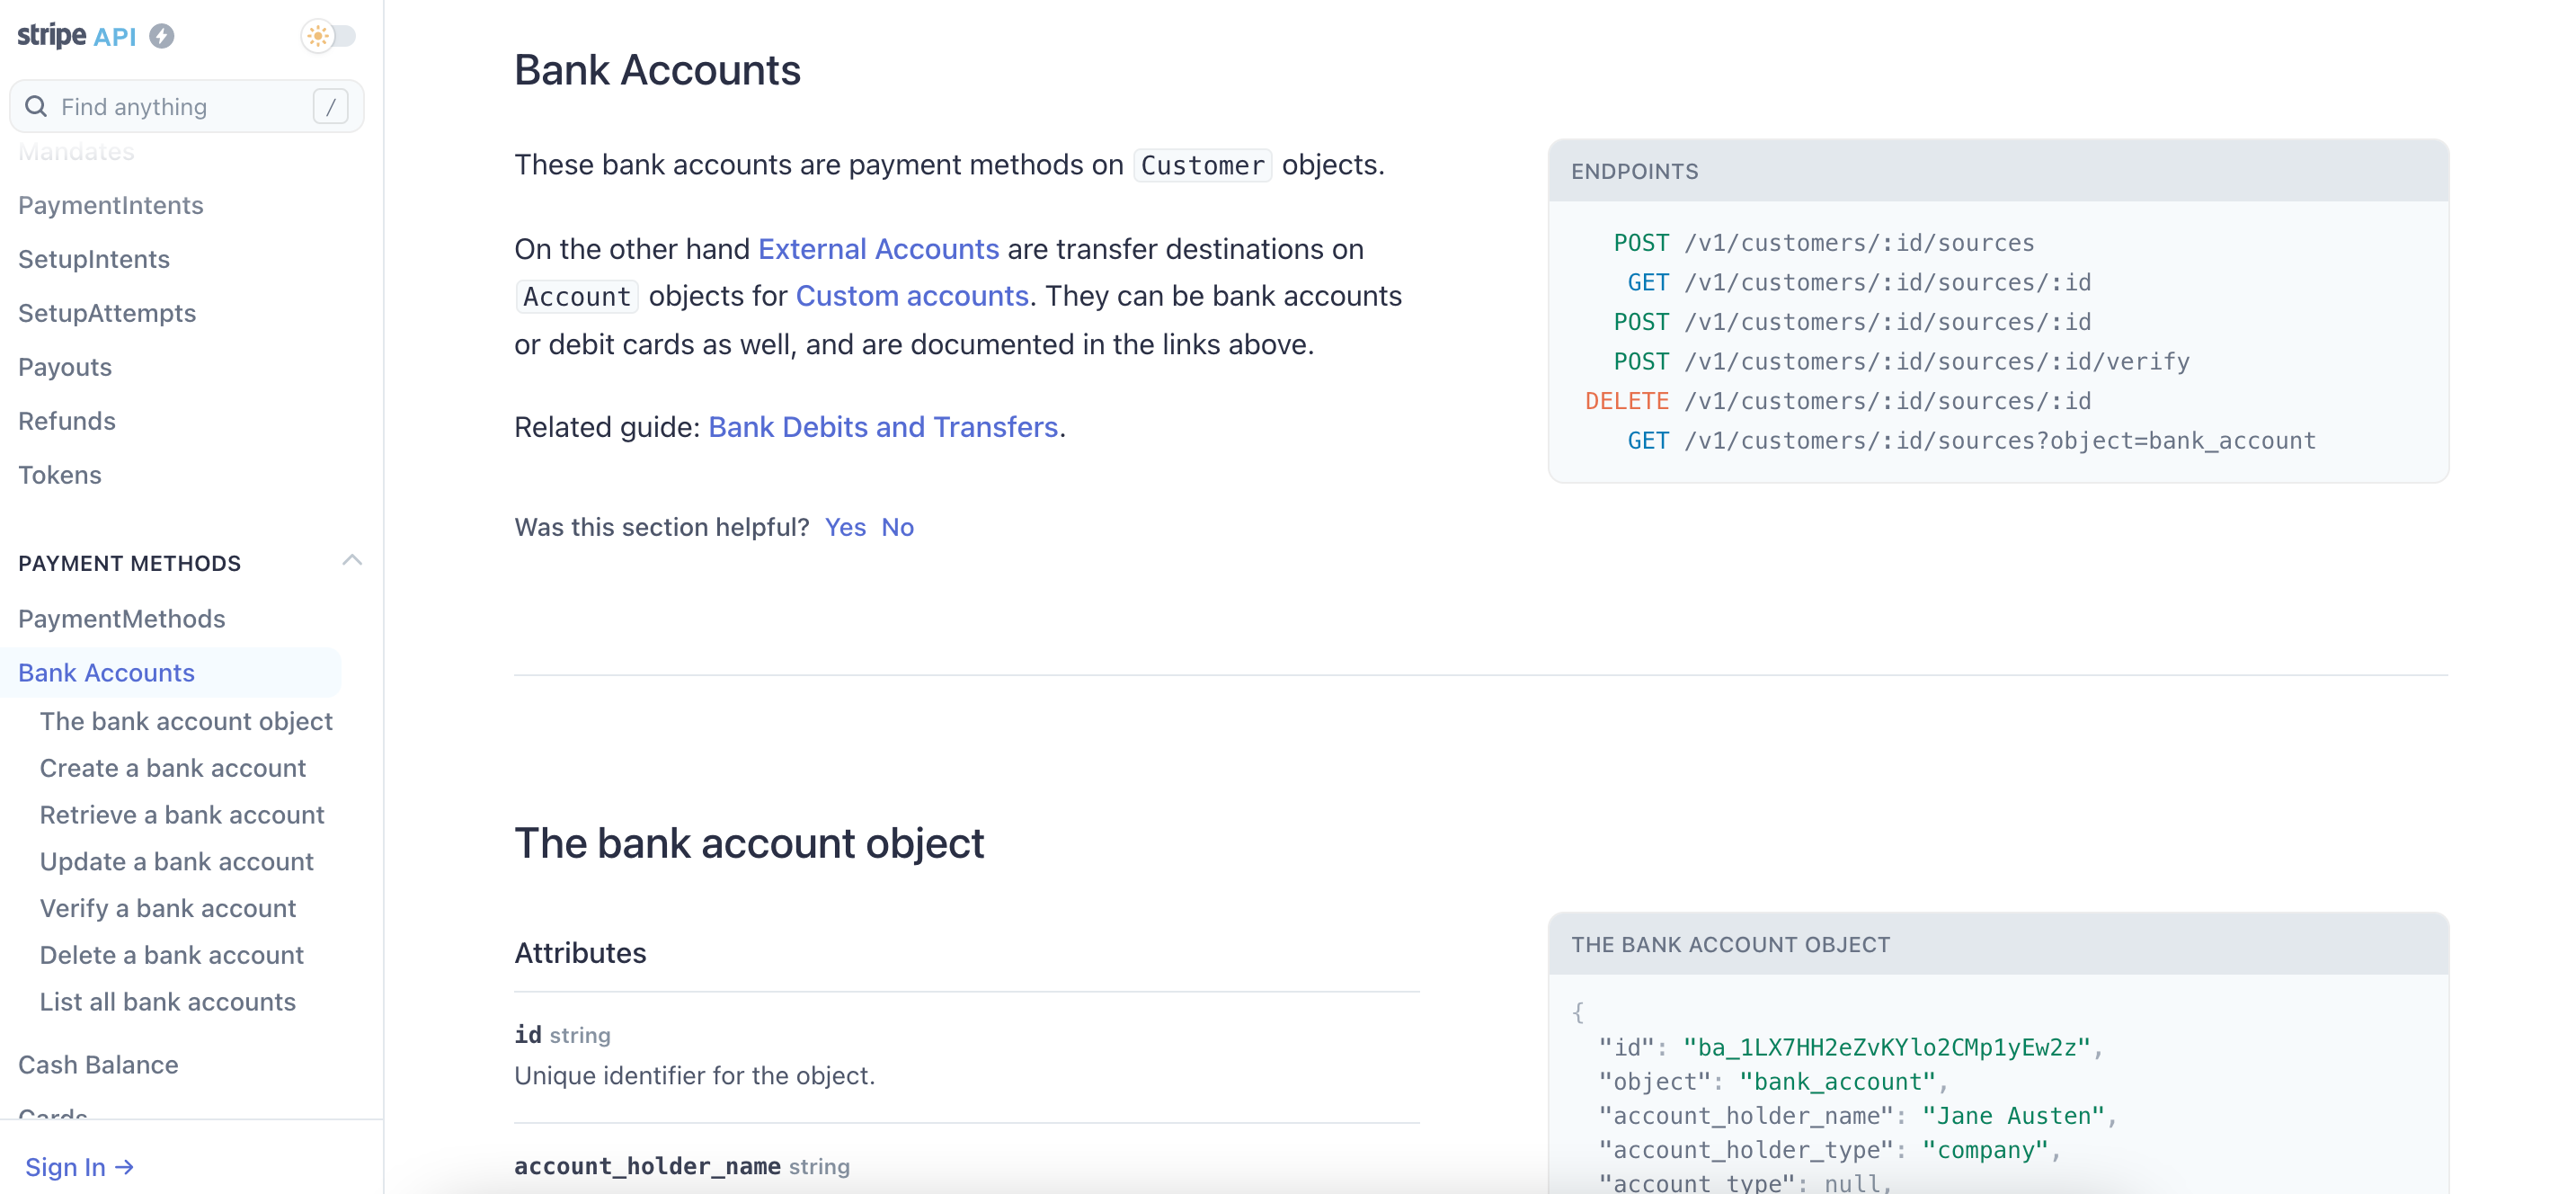 stripe API
Find anything /
Mandates
PaymentIntents
SetupIntents
SetupAttempts
Payouts
Refunds
Tokens
PAYMENT METHODS
PaymentMethods
Bank Accounts
The bank account object
Create a bank account
Retrieve a bank account
Update a bank account
Verify a bank account
Delete a bank account
List all bank accounts
Cash Balance
Cards
Sign In →
Bank Accounts
These bank accounts are payment methods on Customer objects.
On the other hand External Accounts are transfer destinations on
Account objects for Custom accounts. They can be bank accounts
or debit cards as well, and are documented in the links above.
Related guide: Bank Debits and Transfers.
Was this section helpful? Yes No
ENDPOINTS
POST /v1/customers/:id/sources
GET /v1/customers/:id/sources/:id
POST /v1/customers/:id/sources/:id
POST /v1/customers/:id/sources/:id/verify
DELETE /v1/customers/:id/sources/:id
GET /v1/customers/:id/sources?object=bank_account
The bank account object
Attributes
id string
Unique identifier for the object.
account_holder_name string
THE BANK ACCOUNT OBJECT
{
"id": "ba_1LX7HH2eZvKYlo2CMp1yEw2z",
"object": "bank_account",
"account_holder_name": "Jane Austen",
"account_holder_type": "company",
"account_type": null,